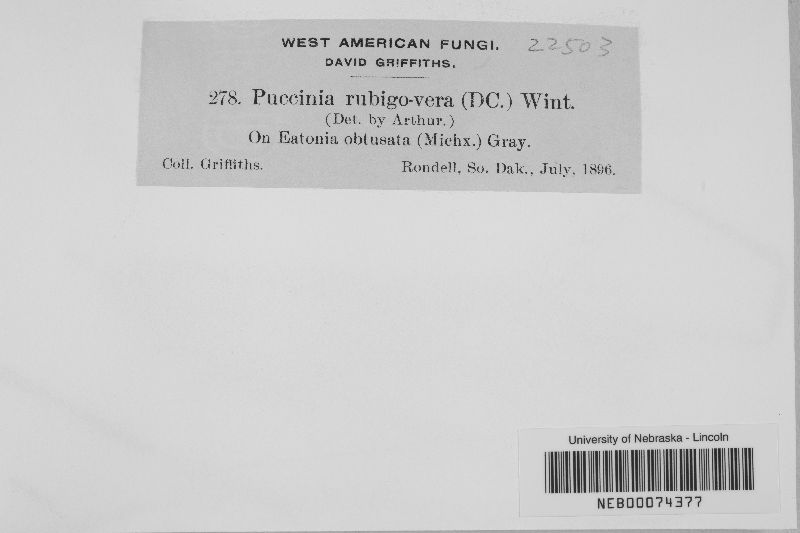 WEST AMERICAN FUNGI. 22503
DAVID GRIFFITHS.
278. Puccinia rubigo-vera (DC.) Wint.
(Det. by Arthur.)
On Eatonia obtusata (Michx.) Gray.
Coll. Griffiths. Rondell, So. Dak., July, 1896.
University of Nebraska - Lincoln
NEB00074377